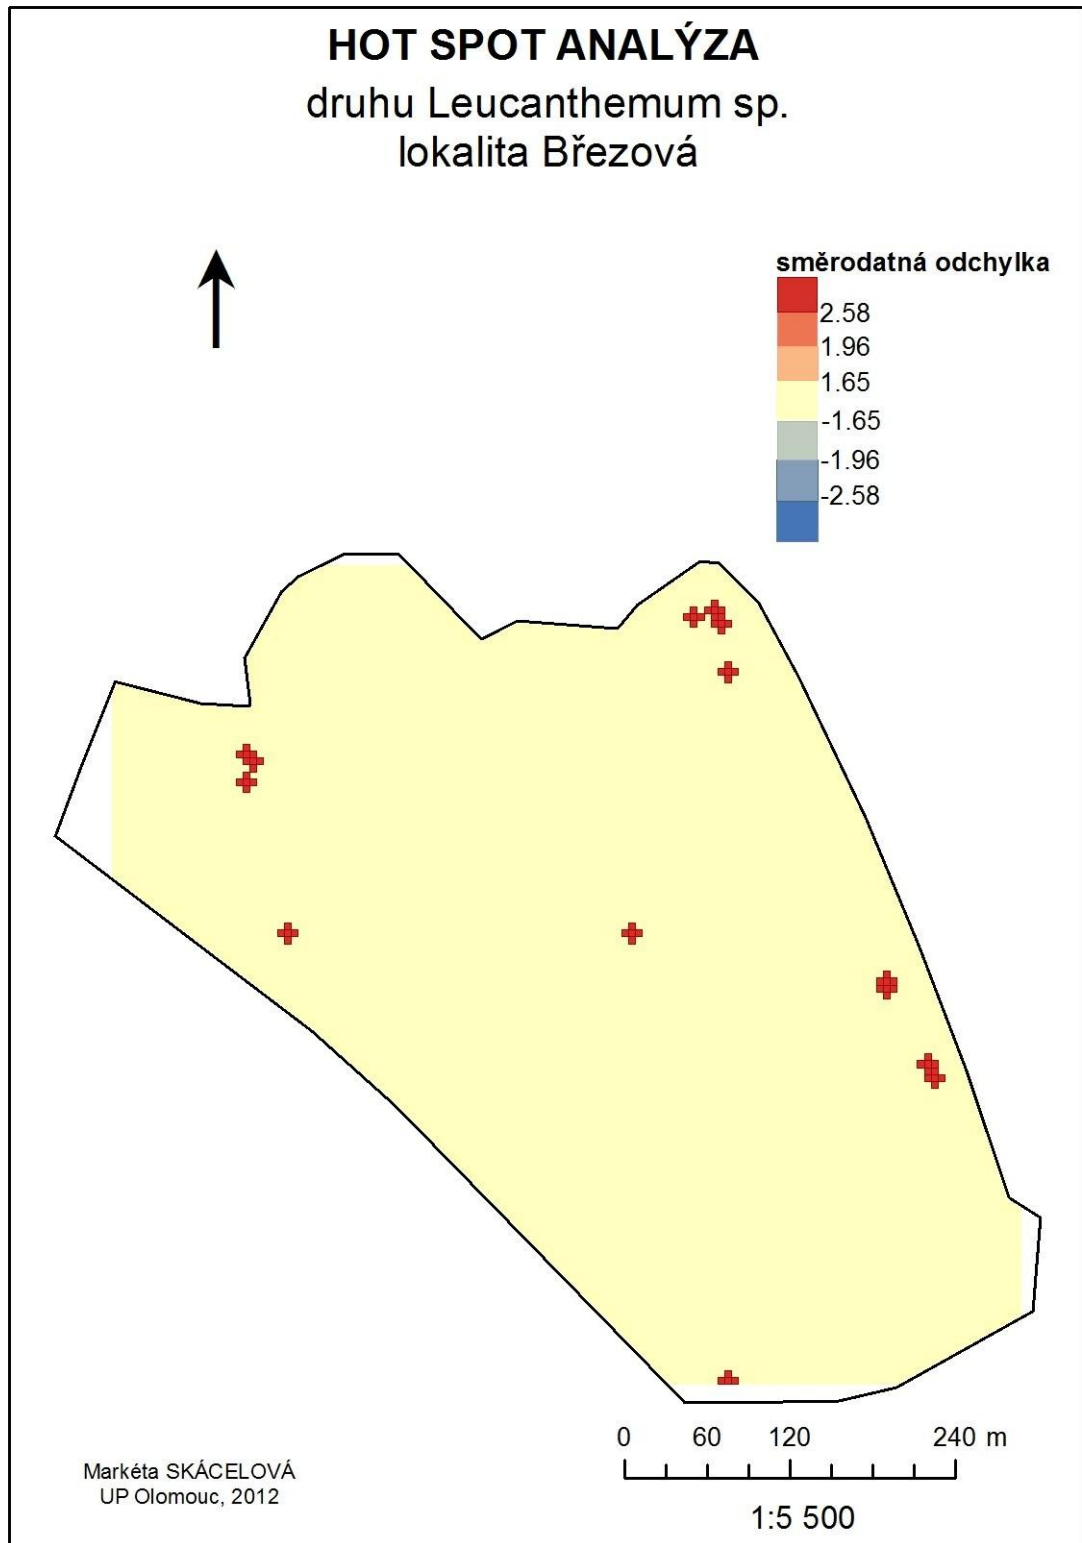 HOT SPOT ANALÝZA
druhu Leucanthemum sp.
lokalita Březová
směrodatná odchylka
2.58
1.96
1.65
-1.65
-1.96
-2.58
0 60 120 240 m
1:5 500
Markéta SKÁCELOVÁ
UP Olomouc, 2012